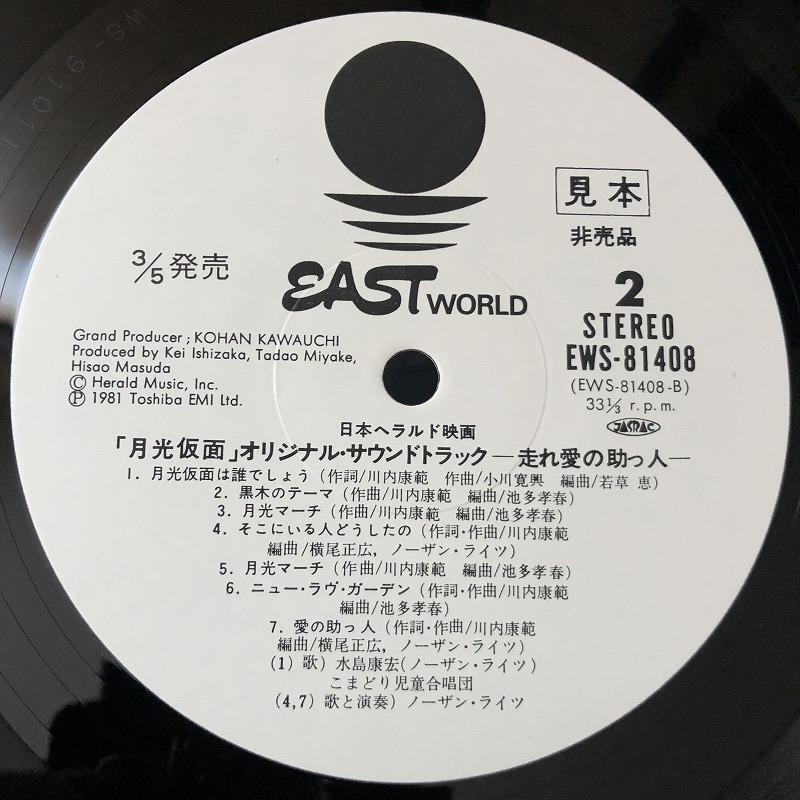 EWS-91011
見本
非売品
3/5 発売
EAST WORLD
2
STEREO
EWS-81408
(EWS-81408-B)
33⅓ r.p.m.
JASRAC
Grand Producer ; KOHAN KAWAUCHI
Produced by Kei Ishizaka, Tadao Miyake,
Hisao Masuda
Ⓒ Herald Music, Inc.
Ⓟ 1981 Toshiba EMI Ltd.
日本ヘラルド映画
「月光仮面」オリジナル・サウンドトラック―走れ愛の助っ人―
1. 月光仮面は誰でしょう (作詞/川内康範 作曲/小川寛興 編曲/若草 恵)
2. 黒木のテーマ (作曲/川内康範 編曲/池多孝春)
3. 月光マーチ (作曲/川内康範 編曲/池多孝春)
4. そこにいる人どうしたの (作詞・作曲/川内康範
編曲/横尾正広, ノーザン・ライツ)
5. 月光マーチ (作曲/川内康範 編曲/池多孝春)
6. ニュー・ラヴ・ガーデン (作詞・作曲/川内康範
編曲/池多孝春)
7. 愛の助っ人 (作詞・作曲/川内康範
編曲/横尾正広, ノーザン・ライツ)
(1) 歌) 水島康宏(ノーザン・ライツ)
こまどり児童合唱団
(4,7) 歌と演奏) ノーザン・ライツ